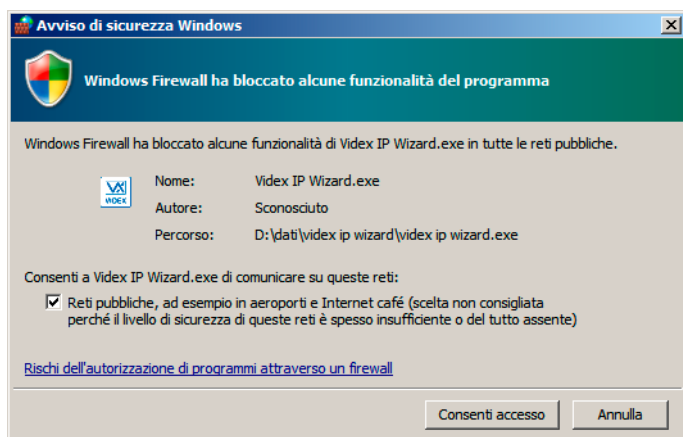 Avviso di sicurezza Windows
Windows Firewall ha bloccato alcune funzionalità del programma
Windows Firewall ha bloccato alcune funzionalità di Videx IP Wizard.exe in tutte le reti pubbliche.
VX
VIDEX
Nome: Videx IP Wizard.exe
Autore: Sconosciuto
Percorso: D:\dati\videx ip wizard\videx ip wizard.exe
Consenti a Videx IP Wizard.exe di comunicare su queste reti:
Reti pubbliche, ad esempio in aeroporti e Internet café (scelta non consigliata
perché il livello di sicurezza di queste reti è spesso insufficiente o del tutto assente)
Rischi dell'autorizzazione di programmi attraverso un firewall
Consenti accesso Annulla